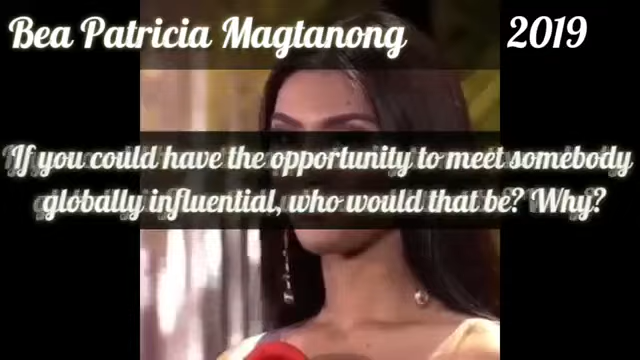 Bea Patricia Magtanong 2019
If you could have the opportunity to meet somebody
globally influential, who would that be? Why?